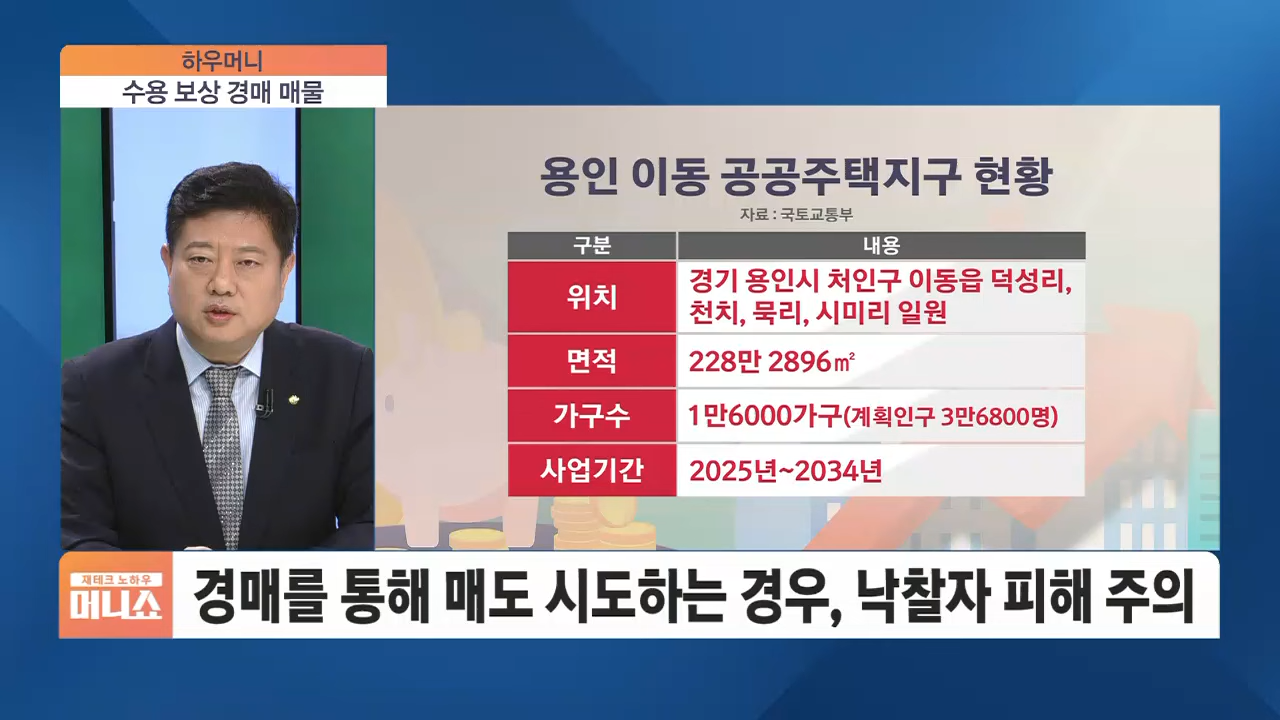 하우머니
수용 보상 경매 매물
용인 이동 공공주택지구 현황
자료 : 국토교통부
구분 내용
위치 경기 용인시 처인구 이동읍 덕성리,
천치, 묵리, 시미리 일원
면적 228만 2896㎡
가구수 1만6000가구(계획인구 3만6800명)
사업기간 2025년~2034년
재테크 노하우
머니쇼
경매를 통해 매도 시도하는 경우, 낙찰자 피해 주의